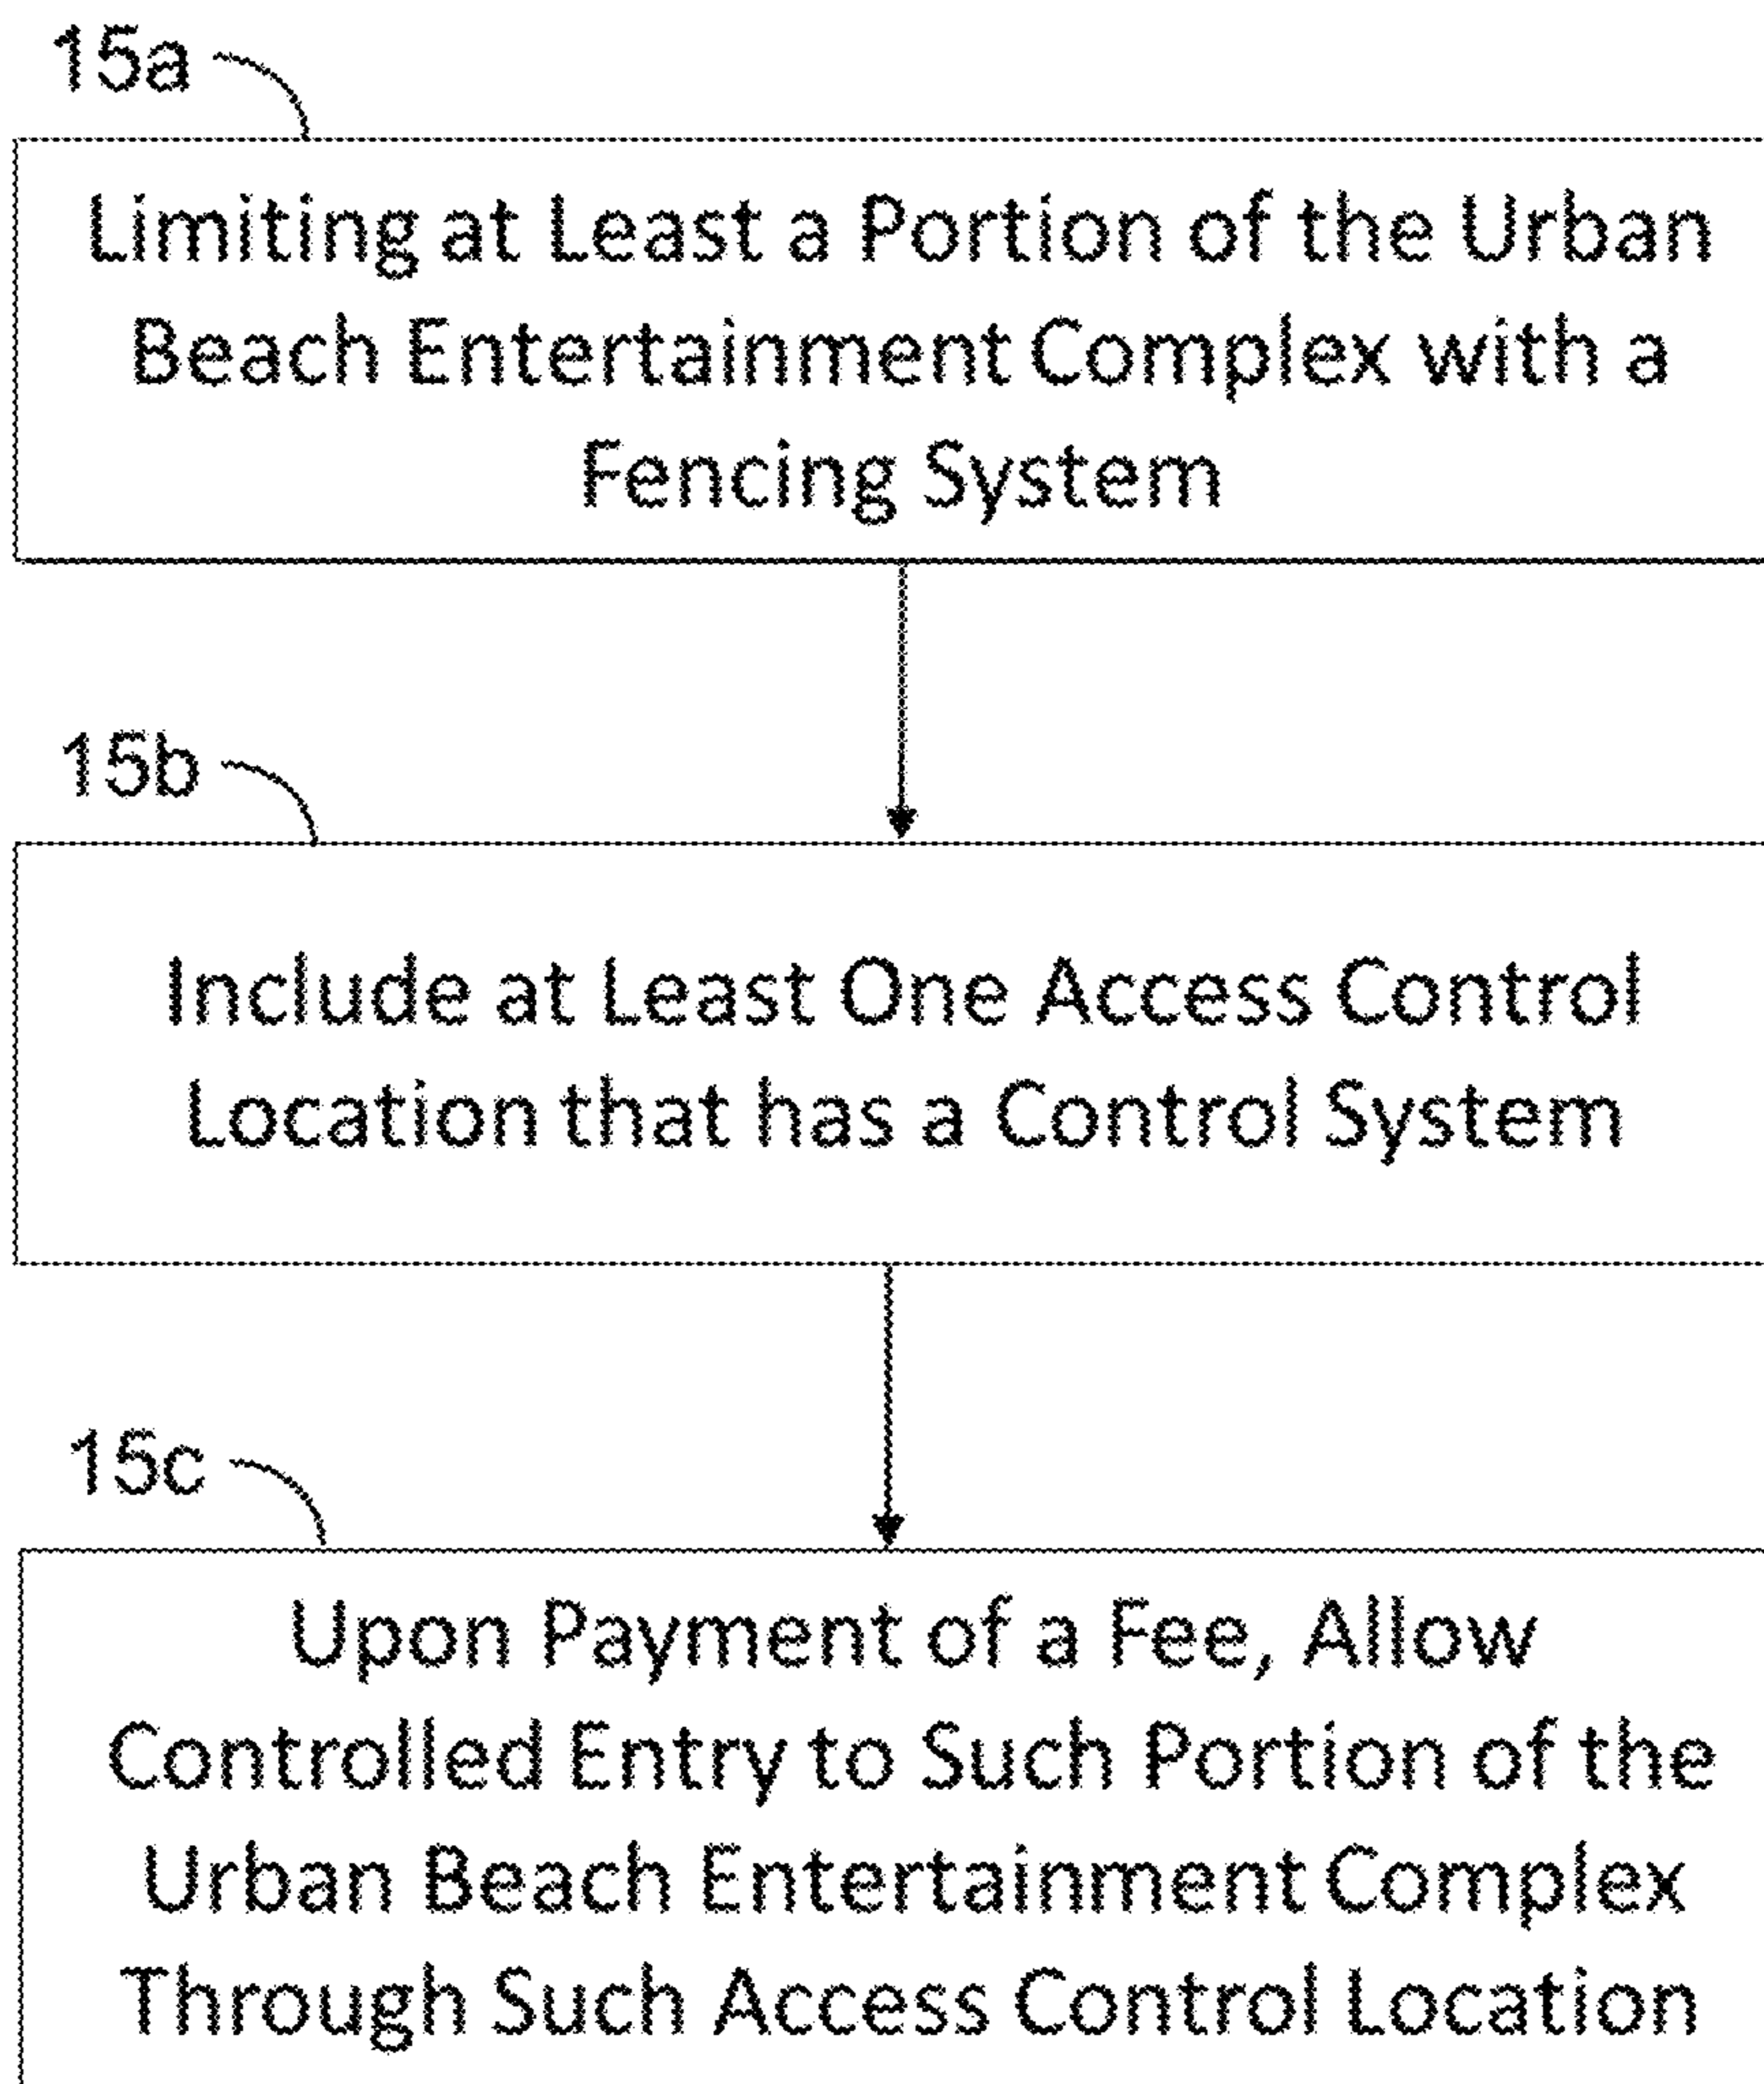 15a
Limiting at Least a Portion of the Urban
Beach Entertainment Complex with a
Fencing System
15b
Include at Least One Access Control
Location that has a Control System
15c
Upon Payment of a Fee, Allow
Controlled Entry to Such Portion of the
Urban Beach Entertainment Complex
Through Such Access Control Location